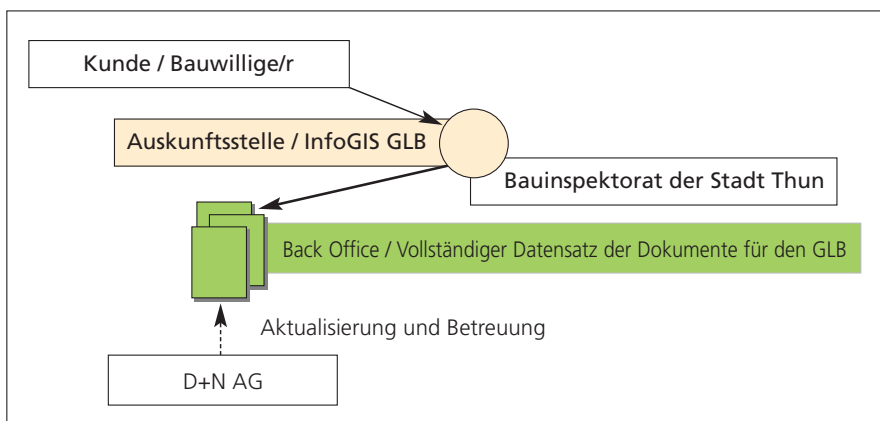 Kunde / Bauwillige/r
Auskunftsstelle / InfoGIS GLB
Bauinspektorat der Stadt Thun
Back Office / Vollständiger Datensatz der Dokumente für den GLB
Aktualisierung und Betreuung
D+N AG